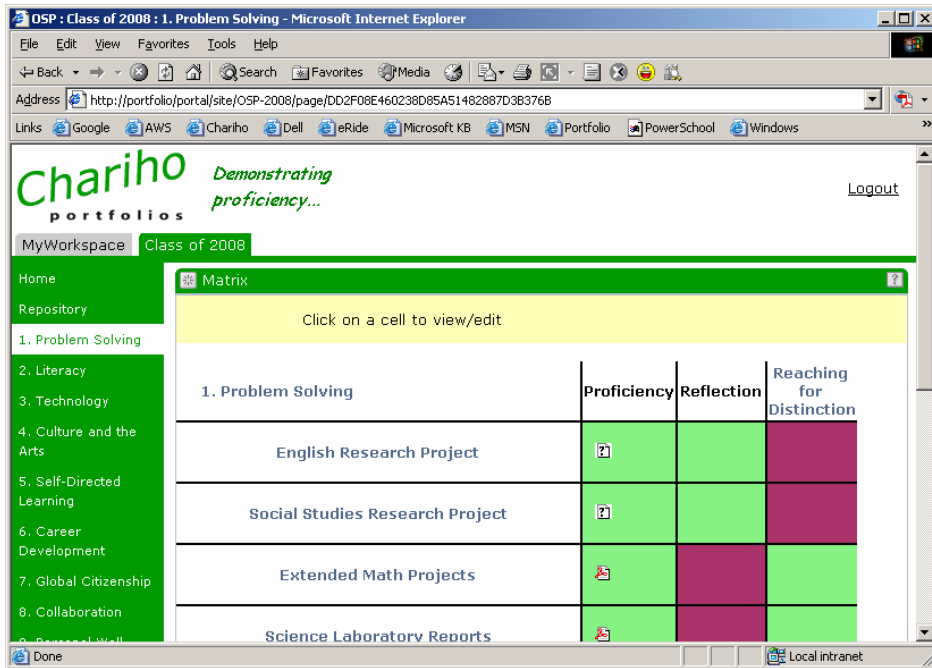 OSP : Class of 2008 : 1. Problem Solving - Microsoft Internet Explorer
File Edit View Favorites Tools Help
Back Search Favorites Media
Address http://portfolio/portal/site/OSP-2008/page/DD2F08E460238D85A51482887D3B376B
Links Google AWS Chariho Dell eRide Microsoft KB MSN Portfolio PowerSchool Windows »
Chariho
portfolios
Demonstrating
proficiency...
Logout
MyWorkspace Class of 2008
Home
Repository
1. Problem Solving
2. Literacy
3. Technology
4. Culture and the
Arts
5. Self-Directed
Learning
6. Career
Development
7. Global Citizenship
8. Collaboration
9. Personal Well
Matrix ?
Click on a cell to view/edit
1. Problem Solving Proficiency Reflection Reaching
for
Distinction
English Research Project
Social Studies Research Project
Extended Math Projects
Science Laboratory Reports
Done Local intranet